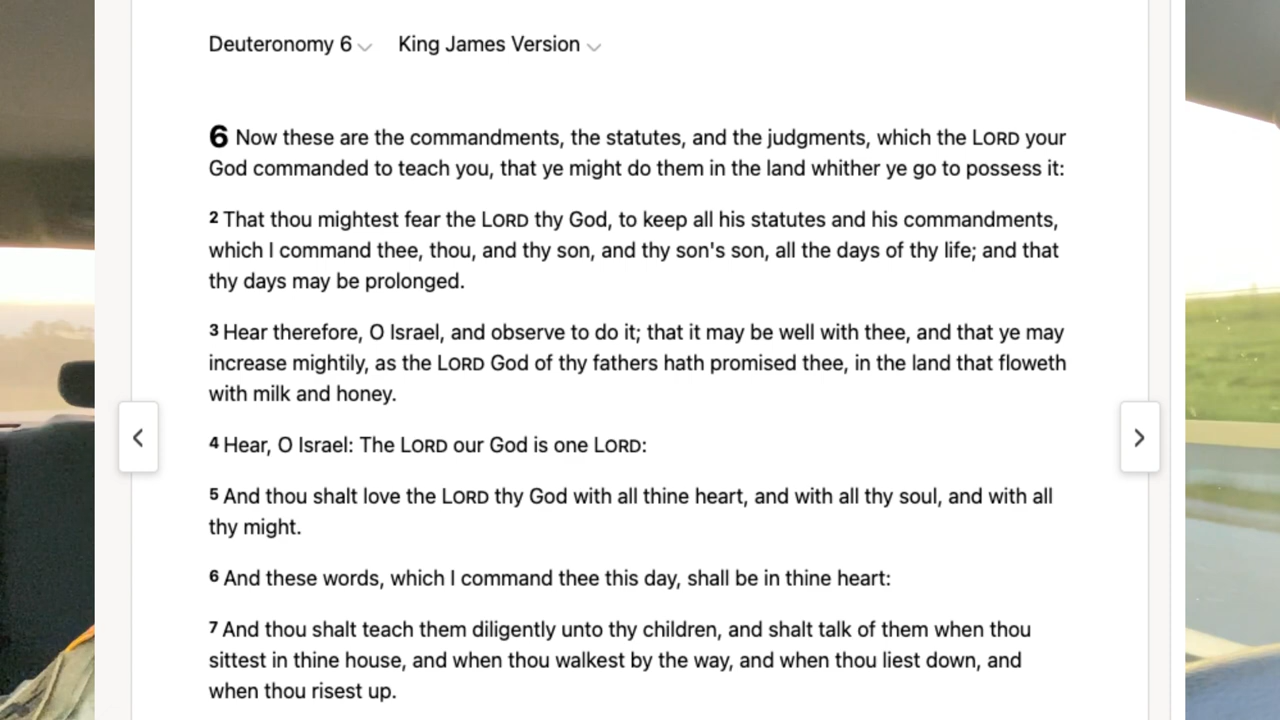 Deuteronomy 6 King James Version
6 Now these are the commandments, the statutes, and the judgments, which the LORD your
God commanded to teach you, that ye might do them in the land whither ye go to possess it:
2 That thou mightest fear the LORD thy God, to keep all his statutes and his commandments,
which I command thee, thou, and thy son, and thy son's son, all the days of thy life; and that
thy days may be prolonged.
3 Hear therefore, O Israel, and observe to do it; that it may be well with thee, and that ye may
increase mightily, as the LORD God of thy fathers hath promised thee, in the land that floweth
with milk and honey.
4 Hear, O Israel: The LORD our God is one LORD:
5 And thou shalt love the LORD thy God with all thine heart, and with all thy soul, and with all
thy might.
6 And these words, which I command thee this day, shall be in thine heart:
7 And thou shalt teach them diligently unto thy children, and shalt talk of them when thou
sittest in thine house, and when thou walkest by the way, and when thou liest down, and
when thou risest up.